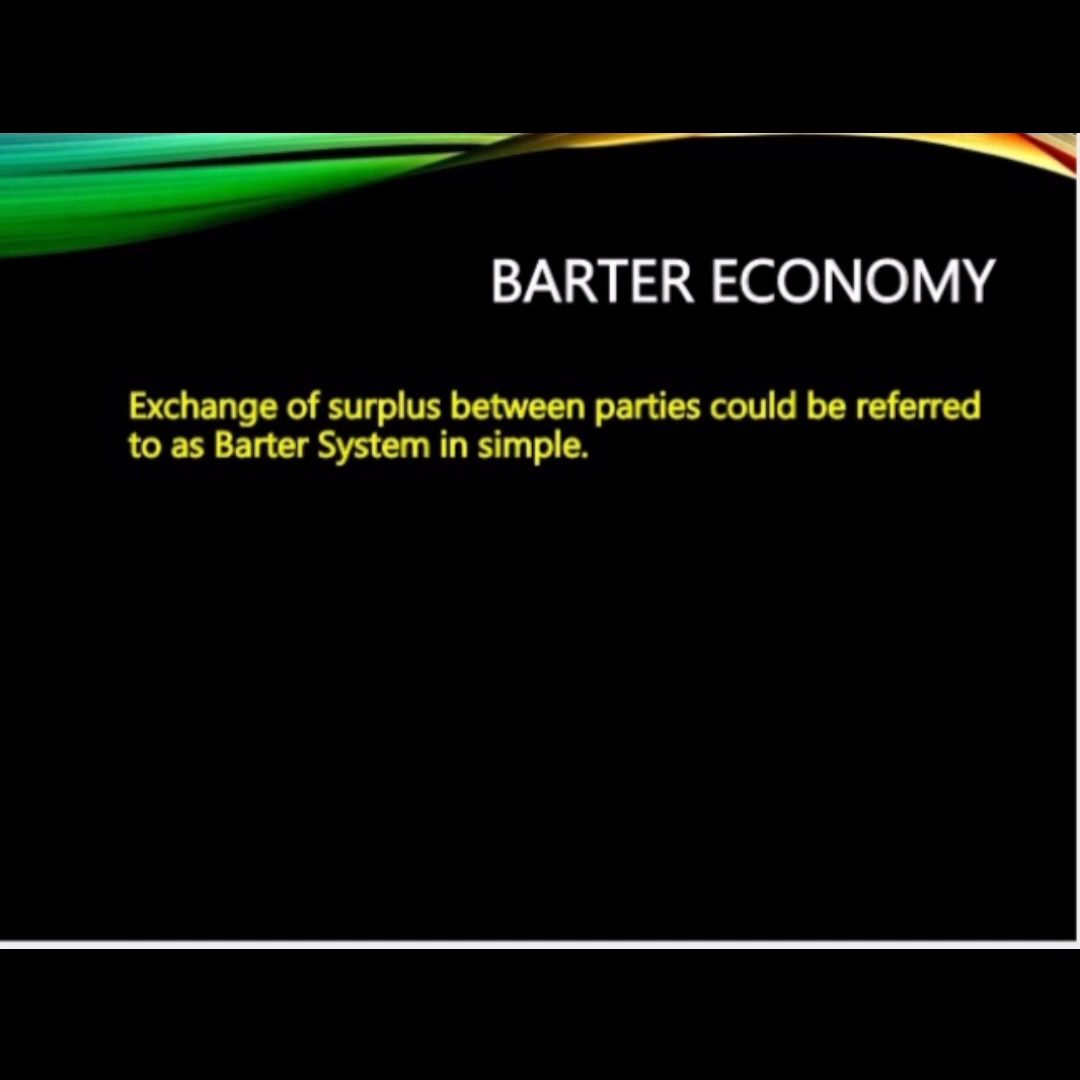 BARTER ECONOMY
Exchange of surplus between parties could be referred
to as Barter System in simple.